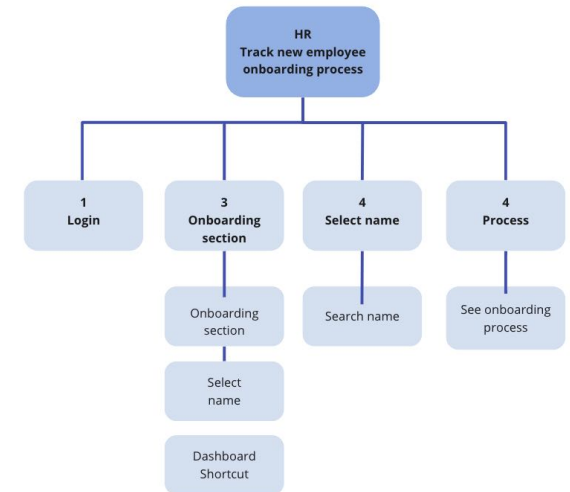 HR
Track new employee
onboarding process
1
Login
3
Onboarding
section
4
Select name
4
Process
Onboarding
section
Search name
See onboarding
process
Select
name
Dashboard
Shortcut